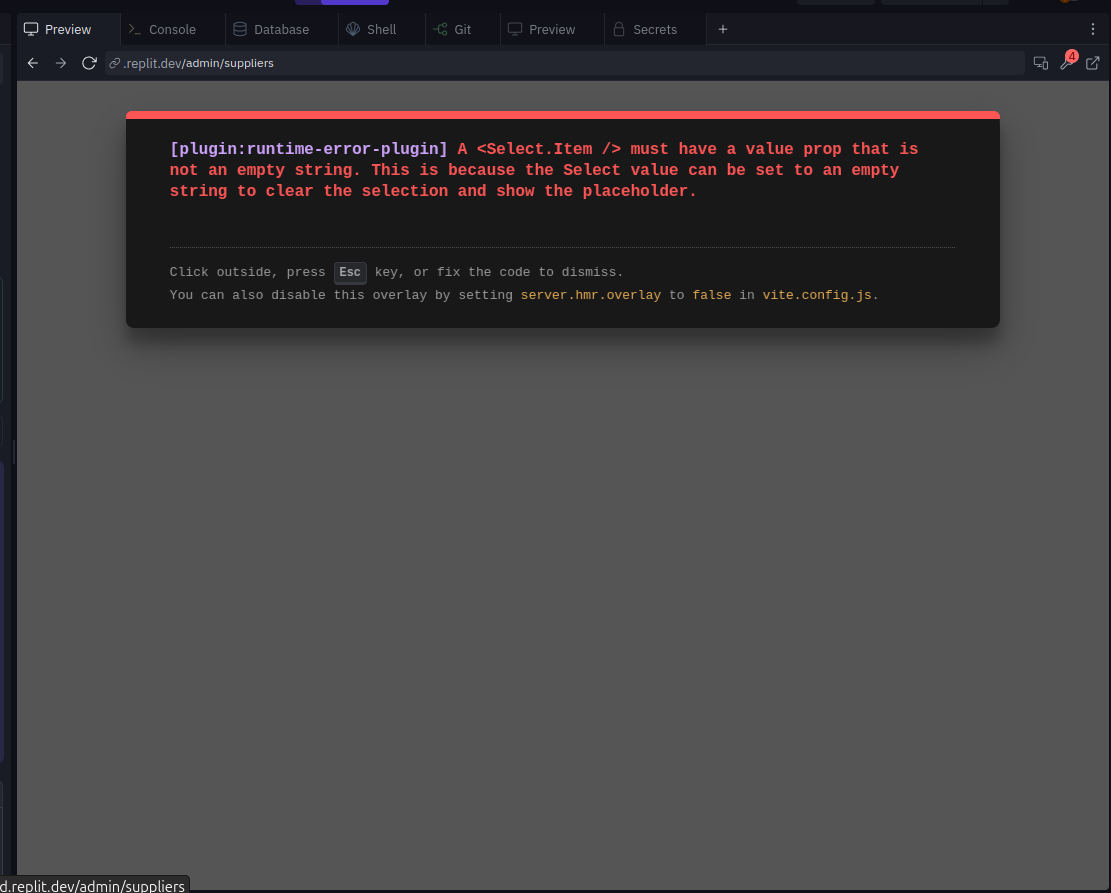 Preview
Console
Database
Shell
Git
Preview
Secrets
.replit.dev/admin/suppliers
4
[plugin:runtime-error-plugin] A <Select.Item /> must have a value prop that is
not an empty string. This is because the Select value can be set to an empty
string to clear the selection and show the placeholder.
Click outside, press Esc key, or fix the code to dismiss.
You can also disable this overlay by setting server.hmr.overlay to false in vite.config.js.
d.replit.dev/admin/suppliers